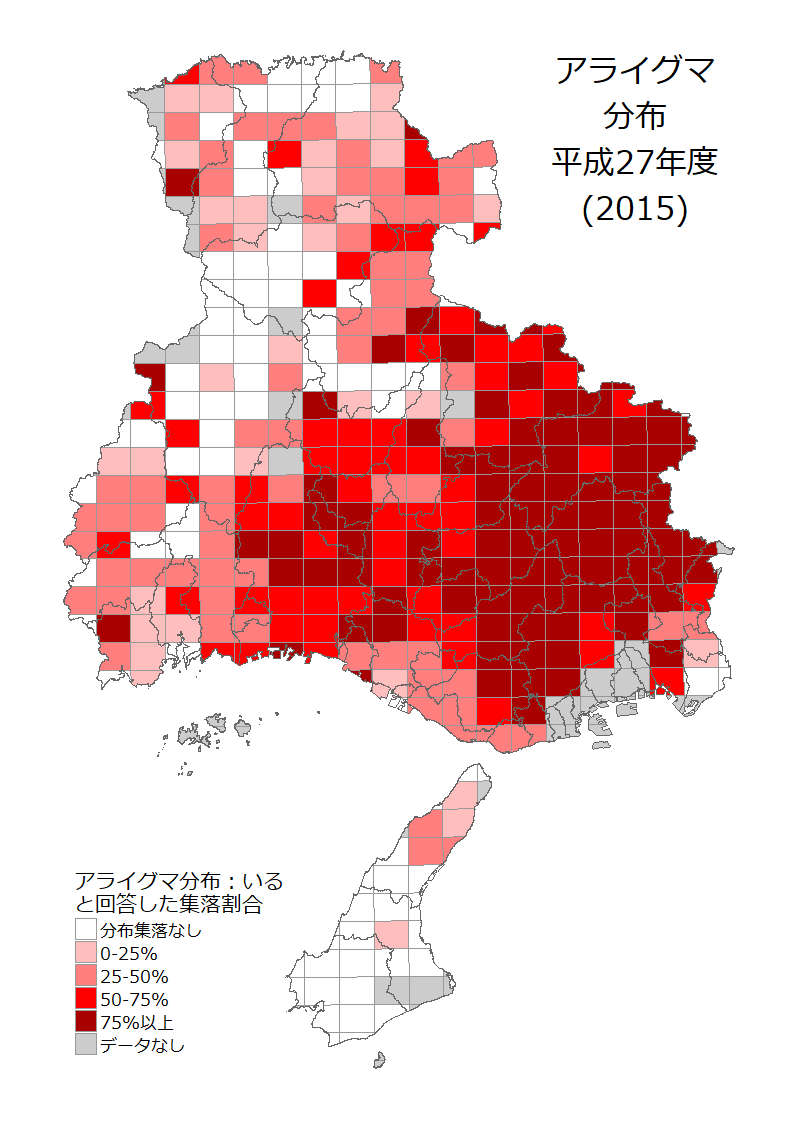 アライグマ
分布
平成27年度
(2015)
アライグマ分布：いる
と回答した集落割合
分布集落なし
0-25%
25-50%
50-75%
75%以上
データなし